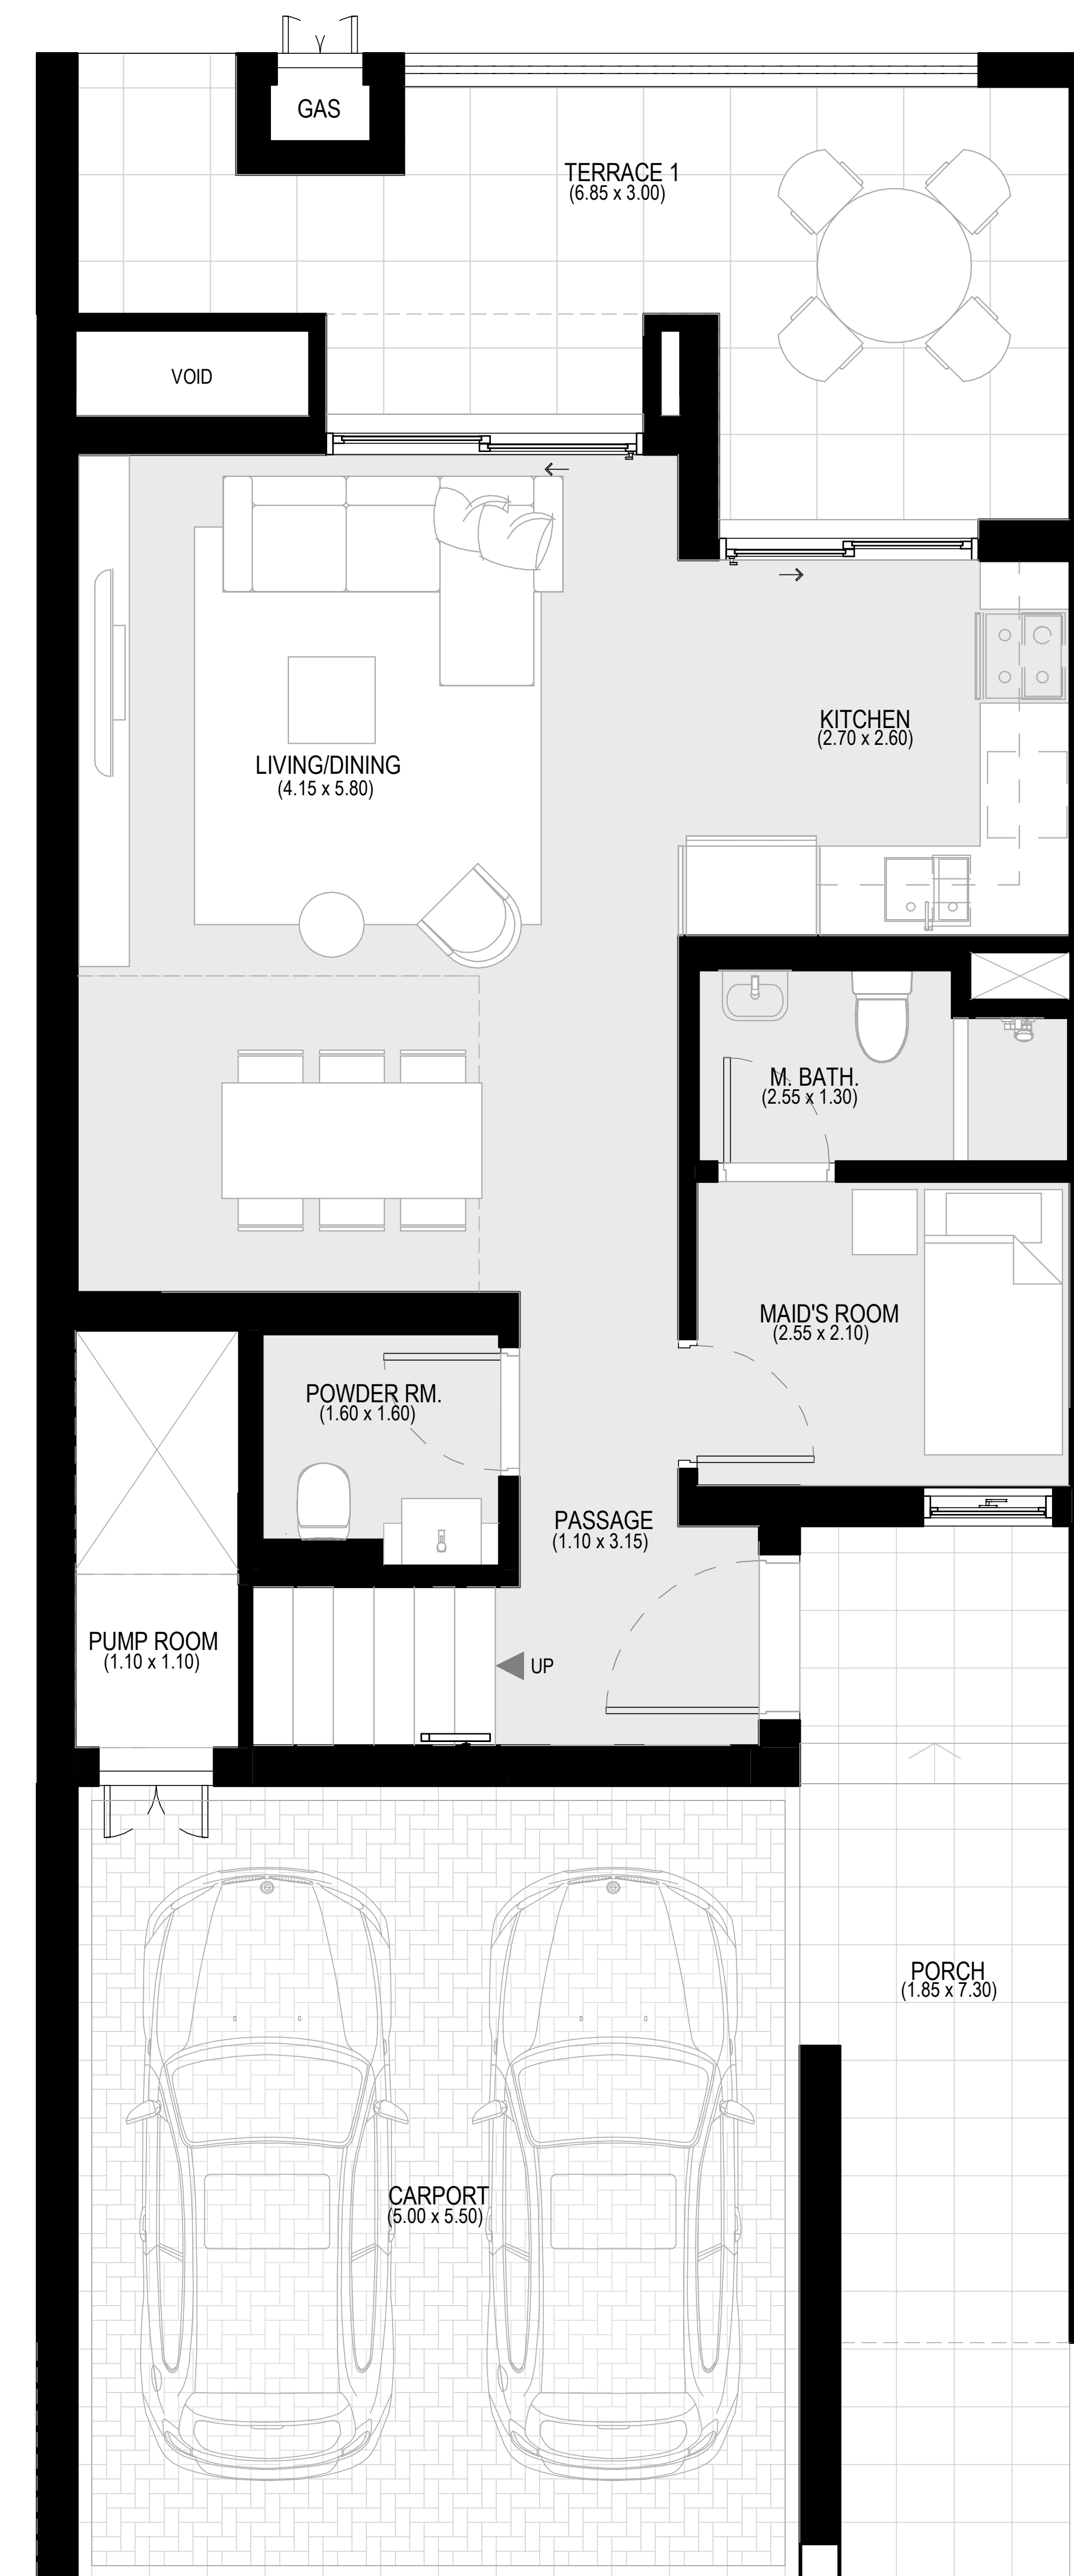 GAS
TERRACE 1
(6.85 x 3.00)
VOID
KITCHEN
(2.70 x 2.60)
LIVING/DINING
(4.15 x 5.80)
M. BATH.
(2.55 x 1.30)
MAID'S ROOM
(2.55 x 2.10)
POWDER RM.
(1.60 x 1.60)
PASSAGE
(1.10 x 3.15)
PUMP ROOM
(1.10 x 1.10)
UP
PORCH
(1.85 x 7.30)
CARPORT
(5.00 x 5.50)